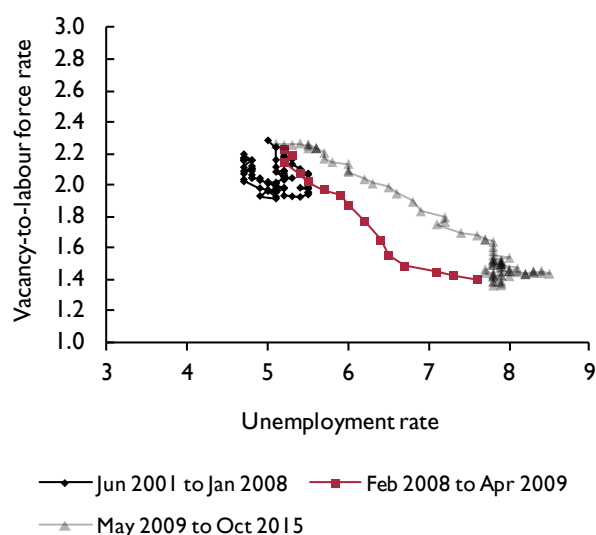 Vacancy-to-labour force rate
3.0
2.8
2.6
2.4
2.2
2.0
1.8
1.6
1.4
1.2
1.0
3 4 5 6 7 8 9
Unemployment rate
Jun 2001 to Jan 2008 Feb 2008 to Apr 2009
May 2009 to Oct 2015